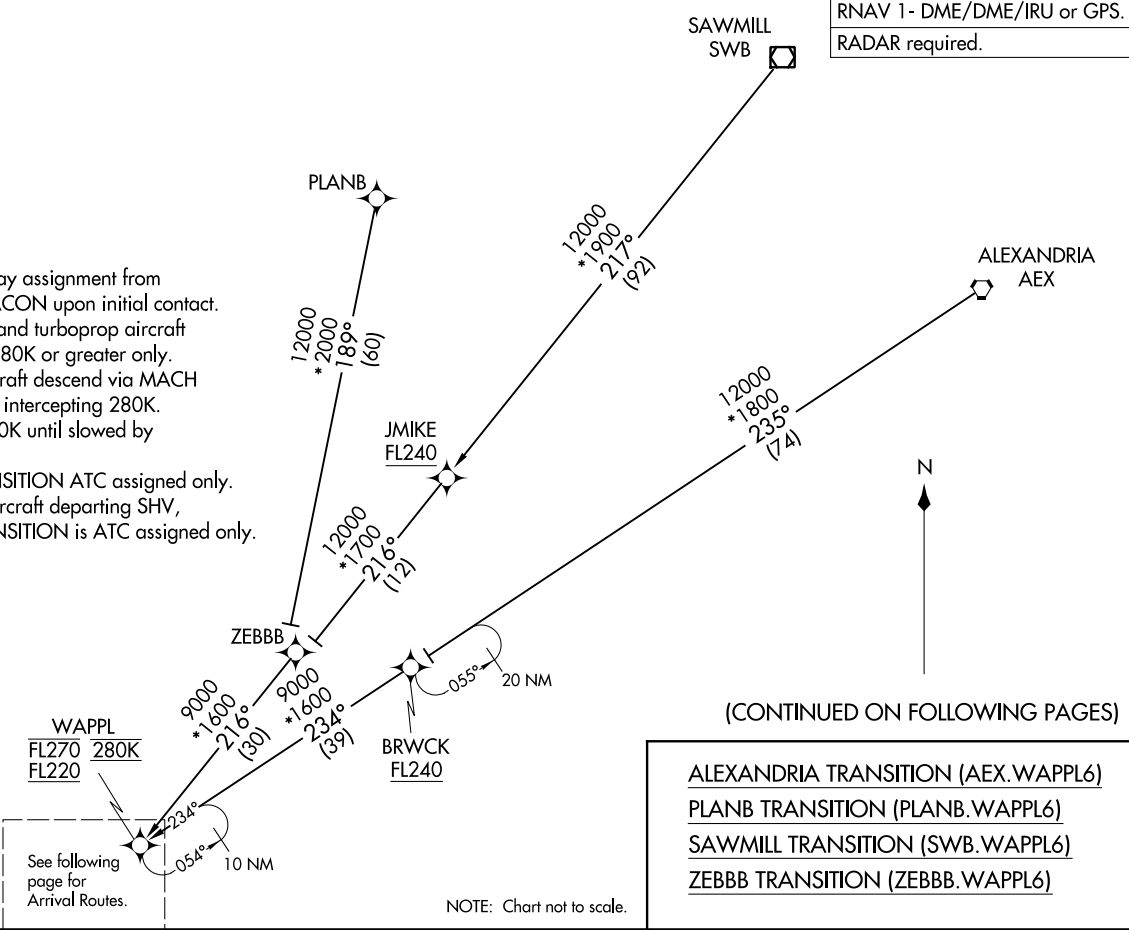 RNAV 1- DME/DME/IRU or GPS.
RADAR required.
SAWMILL
SWB
PLANB
12000
*1900
217°
(92)
ALEXANDRIA
AEX
ay assignment from
ACON upon initial contact.
and turboprop aircraft
80K or greater only.
raft descend via MACH
intercepting 280K.
0K until slowed by
NSITION ATC assigned only.
ircraft departing SHV,
NSITION is ATC assigned only.
12000
*2000
189°
(60)
12000
*1800
235°
(74)
JMIKE
FL240
N
12000
*1700
216°
(12)
ZEBBB
055°
20 NM
9000
*1600
216°
(30)
9000
*1600
234°
(39)
BRWCK
FL240
WAPPL
FL270 280K
FL220
234°
054°
10 NM
See following
page for
Arrival Routes.
NOTE: Chart not to scale.
(CONTINUED ON FOLLOWING PAGES)
ALEXANDRIA TRANSITION (AEX.WAPPL6)
PLANB TRANSITION (PLANB.WAPPL6)
SAWMILL TRANSITION (SWB.WAPPL6)
ZEBBB TRANSITION (ZEBBB.WAPPL6)